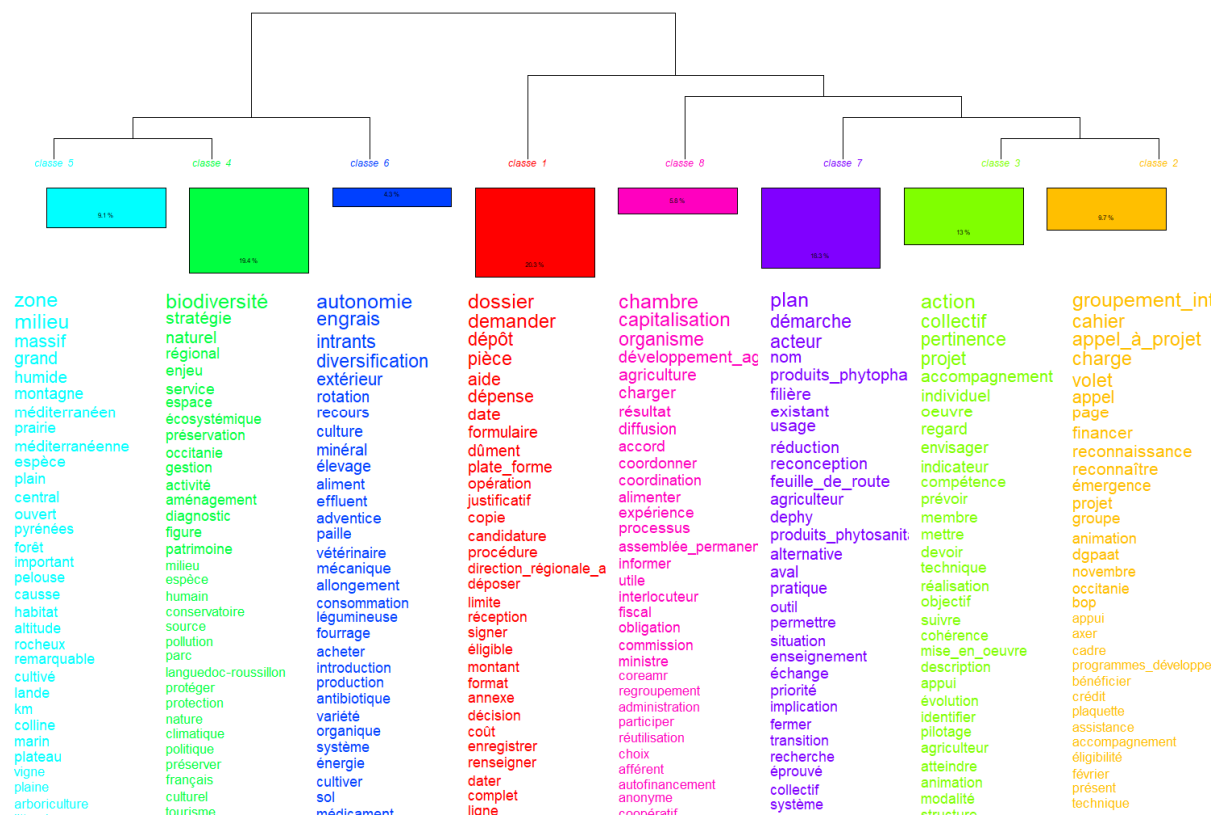 classe 5
classe 4
classe 6
classe 1
classe 8
classe 7
classe 3
classe 2
9.1 %
19.4 %
13 %
9.7 %
zone
milieu
massif
grand
humide
montagne
méditerranéen
prairie
méditerranéenne
espèce
plain
central
ouvert
pyrénées
forêt
important
pelouse
causse
habitat
altitude
rocheux
remarquable
cultivé
lande
km
colline
marin
plateau
vigne
plaine
arboriculture
biodiversité
stratégie
naturel
régional
enjeu
service
espace
écosystémique
préservation
occitanie
gestion
activité
aménagement
diagnostic
figure
patrimoine
milieu
espèce
humain
conservatoire
source
pollution
parc
languedoc-roussillon
protéger
protection
nature
climatique
politique
préserver
français
culturel
tourisme
autonomie
engrais
intrants
diversification
extérieur
rotation
recours
culture
minéral
élevage
aliment
effluent
adventice
paille
vétérinaire
mécanique
allongement
consommation
légumineuse
fourrage
acheter
introduction
production
antibiotique
variété
organique
système
énergie
cultiver
sol
médicament
dossier
demander
dépôt
pièce
aide
dépense
date
formulaire
dûment
plate_forme
opération
justificatif
copie
candidature
procédure
direction_régionale_a
déposer
limite
réception
signer
éligible
montant
format
annexe
décision
coût
enregistrer
renseigner
dater
complet
ligne
chambre
capitalisation
organisme
développement_ag
agriculture
charger
résultat
diffusion
accord
coordonner
coordination
alimenter
expérience
processus
assemblée_permanen
informer
utile
interlocuteur
fiscal
obligation
commission
ministre
coreamr
regroupement
administration
participer
réutilisation
choix
afférent
autofinancement
anonyme
coopératif
plan
démarche
acteur
nom
produits_phytopha
filière
existant
usage
réduction
reconception
feuille_de_route
agriculteur
dephy
produits_phytosanit
alternative
aval
pratique
outil
permettre
situation
enseignement
échange
priorité
implication
fermer
transition
recherche
éprouvé
collectif
système
action
collectif
pertinence
projet
accompagnement
individuel
oeuvre
regard
envisager
indicateur
compétence
prévoir
membre
mettre
devoir
technique
réalisation
objectif
suivre
cohérence
mise_en_oeuvre
description
appui
évolution
identifier
pilotage
agriculteur
atteindre
animation
modalité
structure
groupement_int
cahier
appel_à_projet
charge
volet
appel
page
financer
reconnaissance
reconnaître
émergence
projet
groupe
animation
dgpaat
novembre
occitanie
bop
appui
axer
cadre
programmes_développe
bénéficier
crédit
plaquette
assistance
accompagnement
éligibilité
février
présent
technique